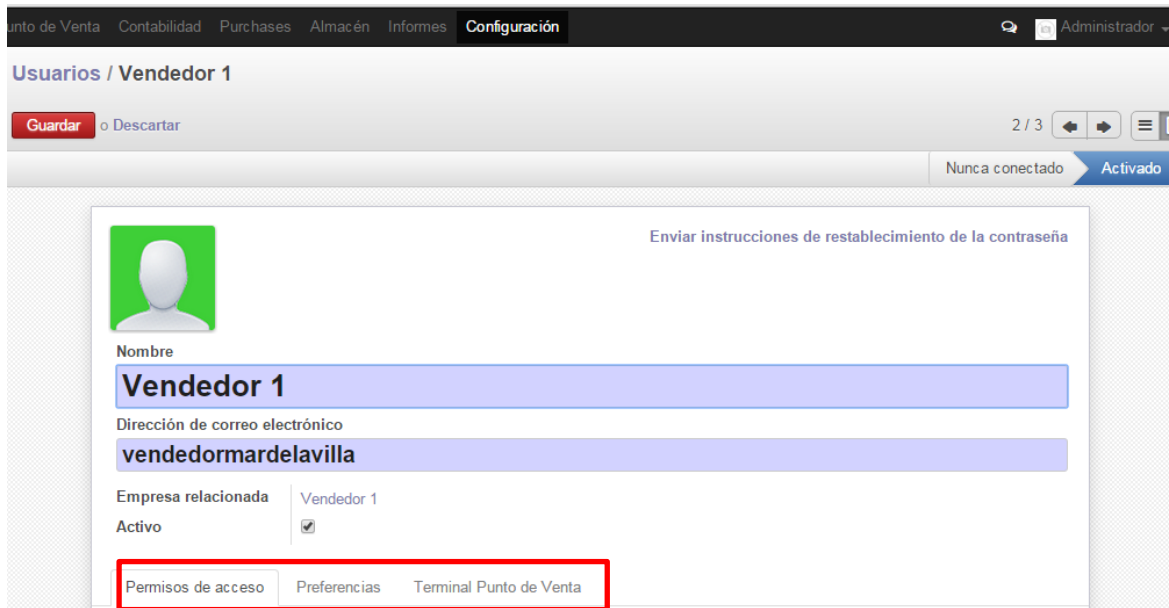 unto de Venta Contabilidad Purchases Almacén Informes Configuración Administrador
Usuarios / Vendedor 1
Guardar o Descartar 2 / 3
Nunca conectado Activado
Enviar instrucciones de restablecimiento de la contraseña
Nombre
Vendedor 1
Dirección de correo electrónico
vendedormardelavilla
Empresa relacionada Vendedor 1
Activo
Permisos de acceso Preferencias Terminal Punto de Venta